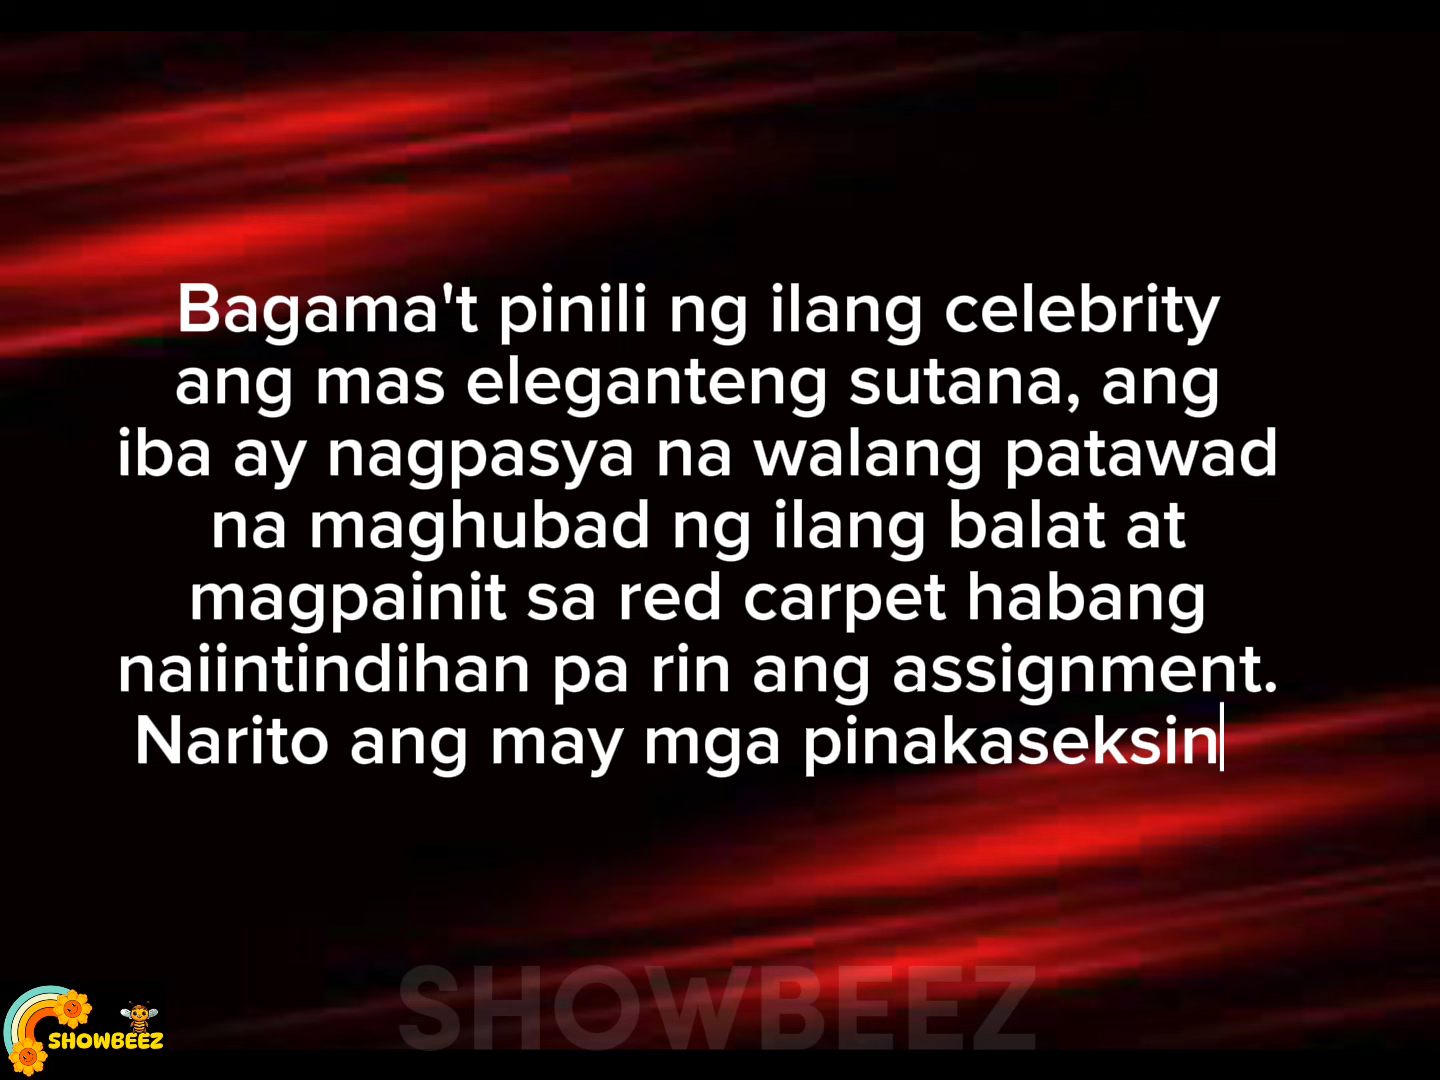 Bagama't pinili ng ilang celebrity
ang mas eleganteng sutana, ang
iba ay nagpasya na walang patawad
na maghubad ng ilang balat at
magpainit sa red carpet habang
naiintindihan pa rin ang assignment.
Narito ang may mga pinakaseksin
SHOWBEEZ
SHOWBEEZ